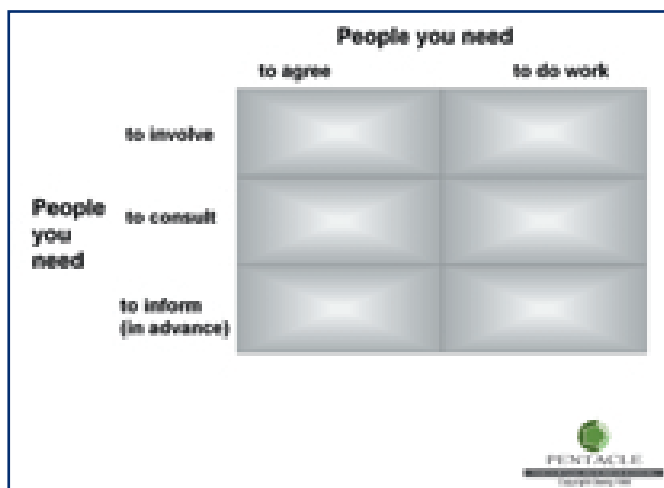 People you need
to agree to do work
to involve
People
you
need
to consult
to inform
(in advance)
PENTACLE